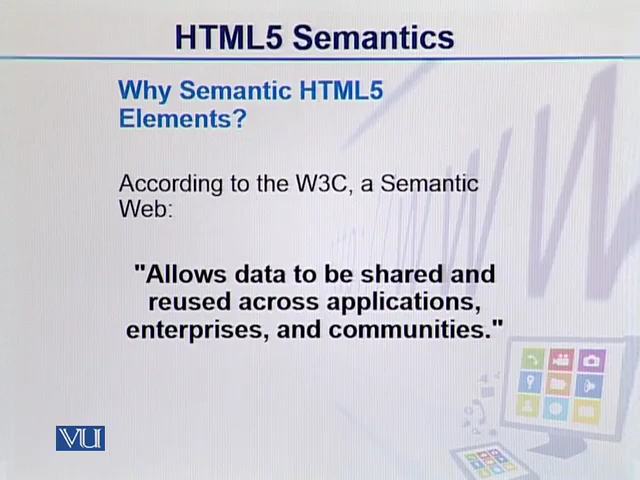 HTML5 Semantics
Why Semantic HTML5
Elements?
According to the W3C, a Semantic
Web:
"Allows data to be shared and
reused across applications,
enterprises, and communities."
VU